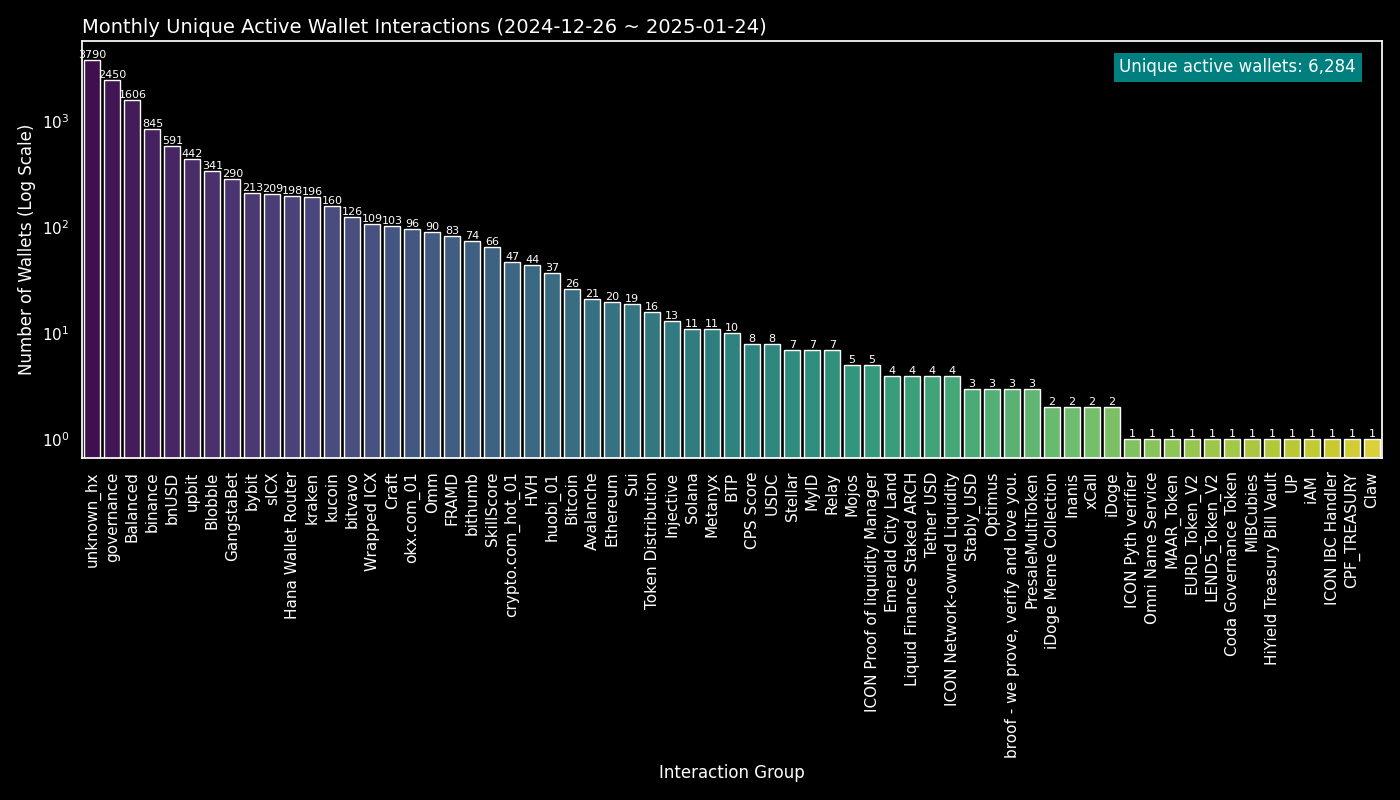 Monthly Unique Active Wallet Interactions (2024-12-26 ~ 2025-01-24)
Unique active wallets: 6,284
Number of Wallets (Log Scale)
10³
10²
10¹
10⁰
3790
2450
1606
845
591
442
341
290
213
209
198
196
160
126
109
103
96
90
83
74
66
47
44
37
26
21
20
19
16
13
11
11
10
8
8
7
7
7
5
5
4
4
4
4
3
3
3
3
2
2
2
2
1
1
1
1
1
1
1
1
1
1
1
1
1
unknown_hx
governance
Balanced
binance
bnUSD
upbit
Blobble
GangstaBet
bybit
sICX
Hana Wallet Router
kraken
kucoin
bitvavo
Wrapped ICX
Craft
okx.com_01
Omm
FRAMD
bithumb
SkillScore
crypto.com_hot_01
HVH
huobi_01
Bitcoin
Avalanche
Ethereum
Sui
Token Distribution
Injective
Solana
Metanyx
BTP
CPS Score
USDC
Stellar
MyID
Relay
Mojos
ICON Proof of liquidity Manager
Emerald City Land
Liquid Finance Staked ARCH
Tether USD
ICON Network-owned Liquidity
Stably_USD
Optimus
broof - we prove, verify and love you.
PresaleMultiToken
iDoge Meme Collection
Inanis
xCall
iDoge
ICON Pyth verifier
Omni Name Service
MAAR_Token
EURD_Token_V2
LEND5_Token_V2
Coda Governance Token
MIBCubies
HiYield Treasury Bill Vault
UP
iAM
ICON IBC Handler
CPF_TREASURY
Claw
Interaction Group